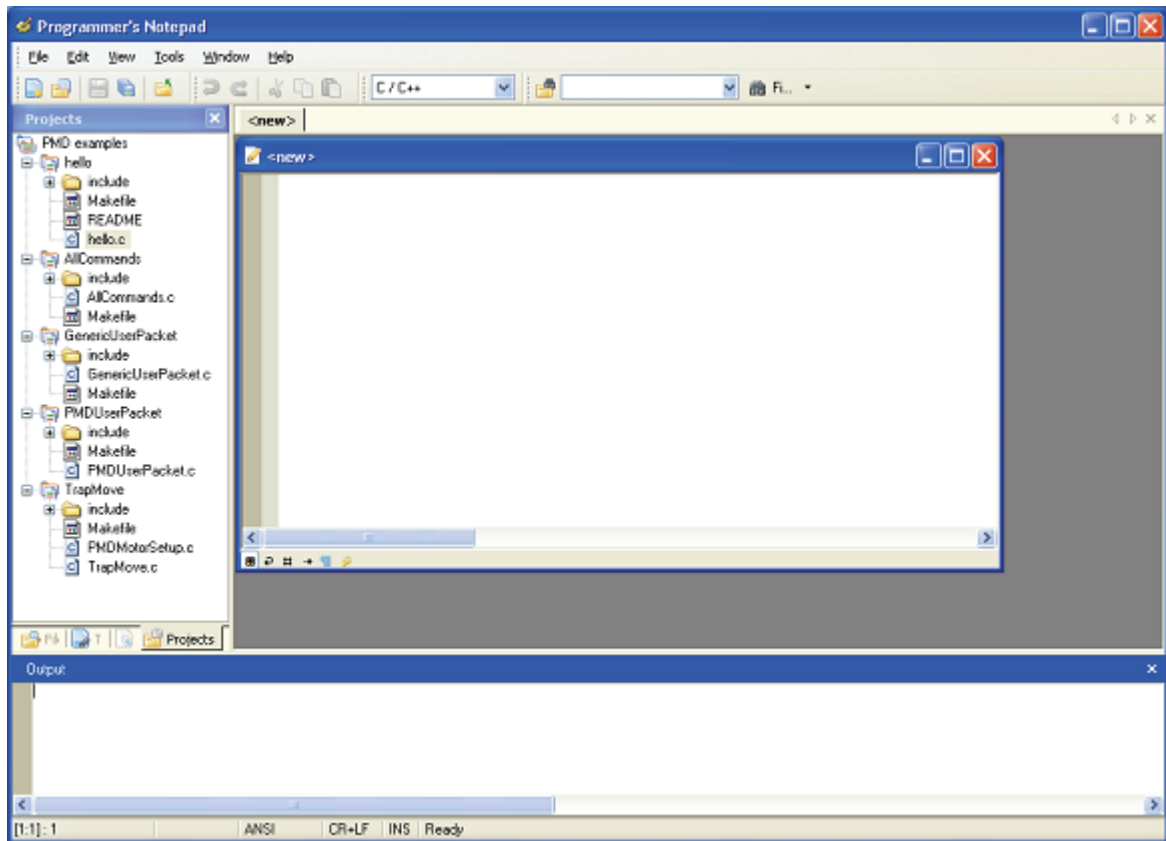 Programmer's Notepad
File Edit View Tools Window Help
C / C++ Fi...
Projects
<new>
PMD examples
hello
include
Makefile
README
hello.c
AllCommands
include
AllCommands.c
Makefile
GenericUserPacket
include
GenericUserPacket.c
Makefile
PMDUserPacket
include
Makefile
PMDUserPacket.c
TrapMove
include
Makefile
PMDMotorSetup.c
TrapMove.c
<new>
T Projects
Output
[1:1] : 1 ANSI CR+LF INS Ready